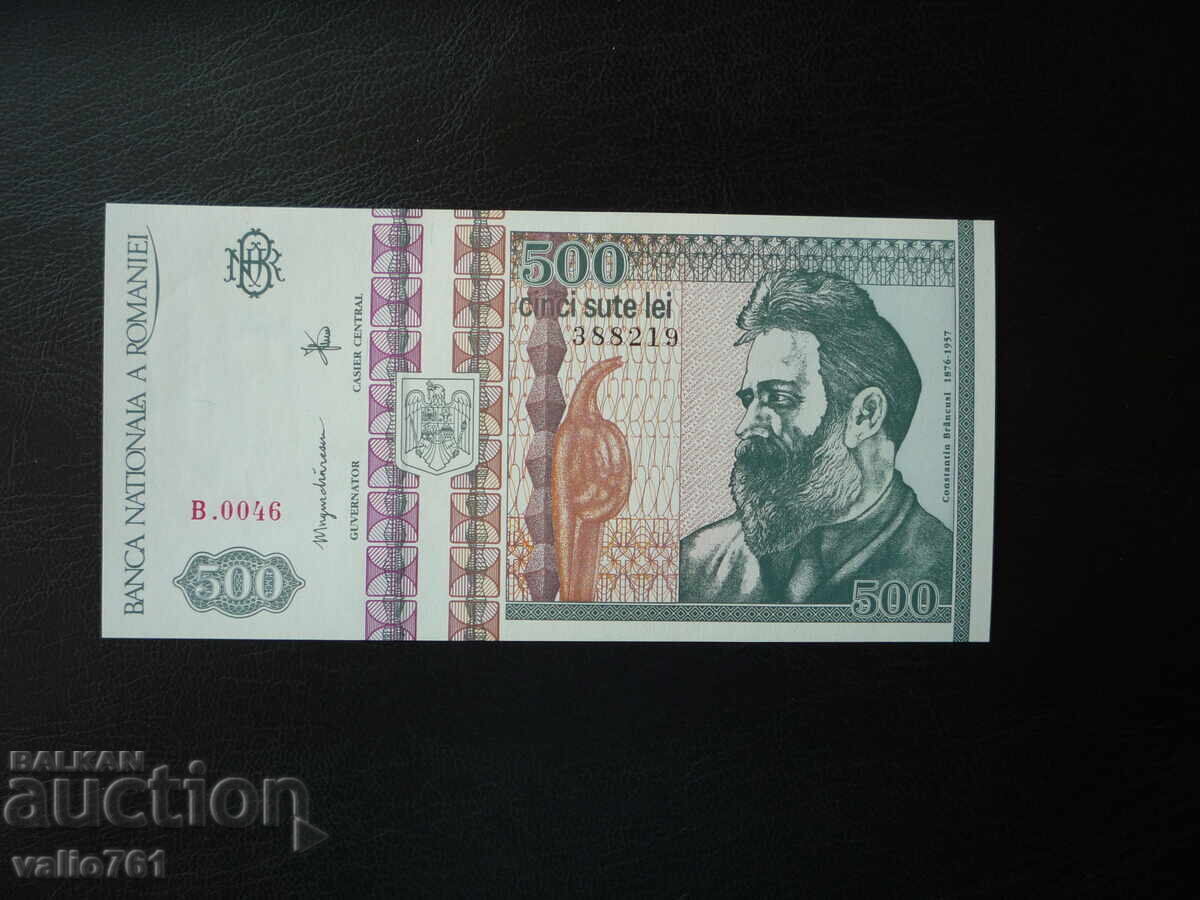 BANCA NATIONALA A ROMANIEI
BNR
B.0046
500
GUVERNATOR
CASIER CENTRAL
500
cinci sute lei
388219
Constantin Brâncusi 1876-1957
500
BALKAN
auction
valio761